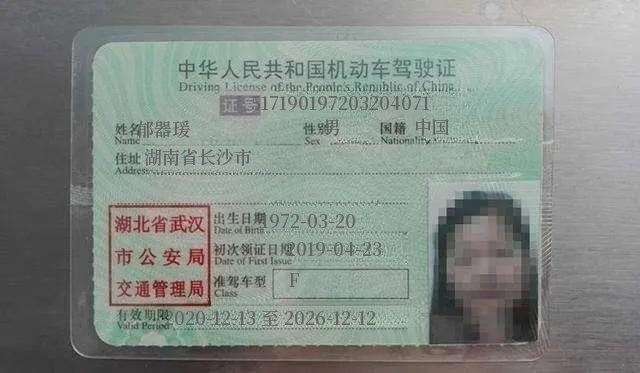 中华人民共和国机动车驾驶证
Driving License of the People's Republic of China
证号 17190197203204071
姓名 郁器瑗 性别 男 国籍 中国
Name Sex Nationality
住址 湖南省长沙市
Address
出生日期 1972-03-20
Date of Birth
湖北省武汉
市公安局
交通管理局
初次领证日期 2019-04-23
Date of First Issue
准驾车型 F
Class
有效期限 2020-12-13 至 2026-12-12
Valid Period